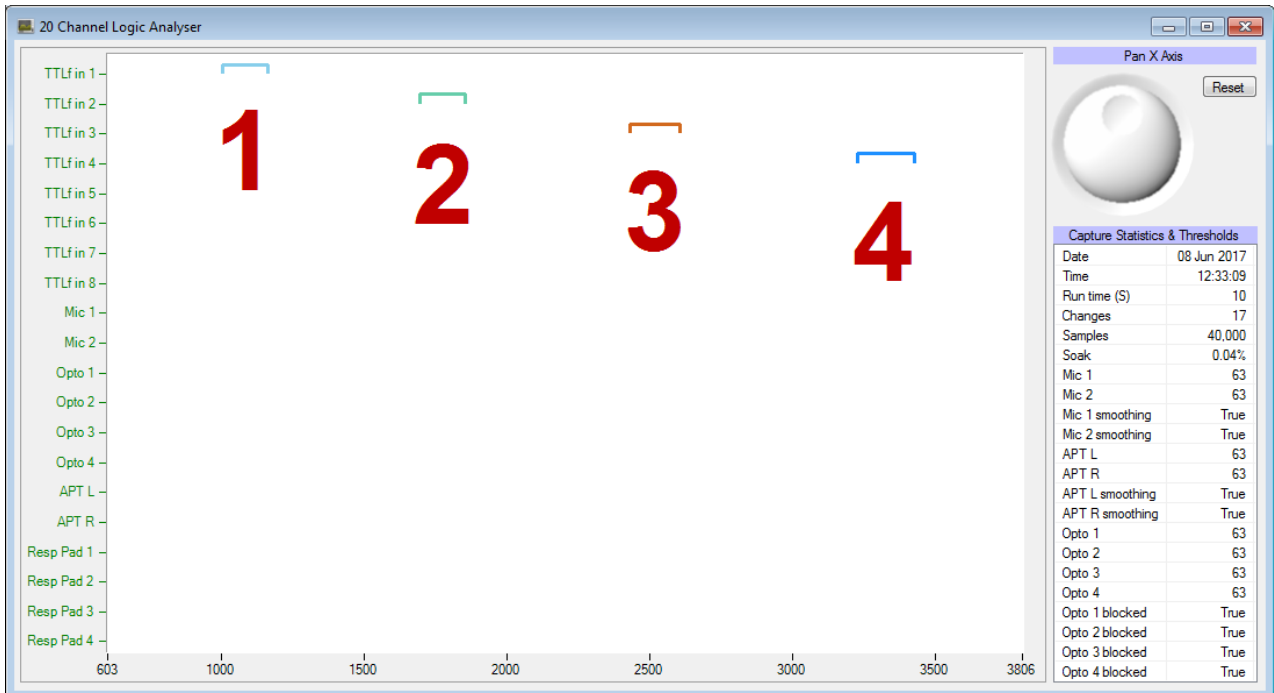 20 Channel Logic Analyser
TTLf in 1
TTLf in 2
TTLf in 3
TTLf in 4
TTLf in 5
TTLf in 6
TTLf in 7
TTLf in 8
Mic 1
Mic 2
Opto 1
Opto 2
Opto 3
Opto 4
APT L
APT R
Resp Pad 1
Resp Pad 2
Resp Pad 3
Resp Pad 4
1
2
3
4
603 1000 1500 2000 2500 3000 3500 3806
Pan X Axis
Reset
Capture Statistics & Thresholds
Date 08 Jun 2017
Time 12:33:09
Run time (S) 10
Changes 17
Samples 40,000
Soak 0.04%
Mic 1 63
Mic 2 63
Mic 1 smoothing True
Mic 2 smoothing True
APT L 63
APT R 63
APT L smoothing True
APT R smoothing True
Opto 1 63
Opto 2 63
Opto 3 63
Opto 4 63
Opto 1 blocked True
Opto 2 blocked True
Opto 3 blocked True
Opto 4 blocked True